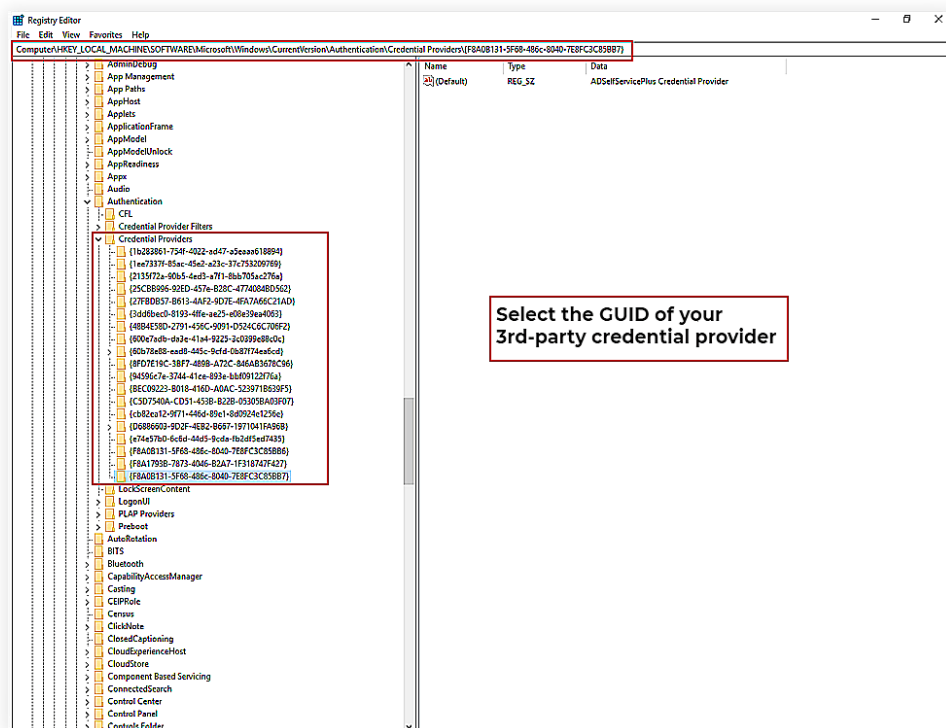 Registry Editor
File Edit View Favorites Help
Computer\HKEY_LOCAL_MACHINE\SOFTWARE\Microsoft\Windows\CurrentVersion\Authentication\Credential Providers\{F8A0B131-5F68-486c-8040-7E8FC3C85BB7}
Name Type Data
(Default) REG_SZ ADSelfServicePlus Credential Provider
AdminDebug
App Management
App Paths
AppHost
Applets
ApplicationFrame
AppModel
AppModelUnlock
AppReadiness
Appx
Audio
Authentication
CFL
Credential Provider Filters
Credential Providers
{1b283861-754f-4022-ad47-a5eaaa618894}
{1ee7337f-85ac-45e2-a23c-37c753209769}
{2135f72a-90b5-4ed3-a7f1-8bb705ac276a}
{25CBB996-92ED-457e-B28C-4774084BD562}
{27FBDB57-B613-4AF2-9D7E-4FA7A66C21AD}
{3dd6bec0-8193-4ffe-ae25-e08e39ea4063}
{48B4E58D-2791-456C-9091-D524C6C706F2}
{600e7adb-da3e-41a4-9225-3c0399e88c0c}
{60b78e88-ead8-445c-9cfd-0b87f74ea6cd}
{8FD7E19C-3BF7-489B-A72C-846AB3678C96}
{94596c7e-3744-41ce-893e-bbf09122f76a}
{BEC09223-B018-416D-A0AC-523971B639F5}
{C5D7540A-CD51-453B-B22B-05305BA03F07}
{cb82ea12-9f71-446d-89e1-8d0924e1256e}
{D6886603-9D2F-4EB2-B667-1971041FA96B}
{e74e57b0-6c6d-44d5-9cda-fb2df5ed7435}
{F8A0B131-5F68-486c-8040-7E8FC3C85BB6}
{F8A1793B-7873-4046-B2A7-1F318747F427}
{F8A0B131-5F68-486c-8040-7E8FC3C85BB7}
LockScreenContent
LogonUI
PLAP Providers
Preboot
AutoRotation
BITS
Bluetooth
CapabilityAccessManager
Casting
CEIPRole
Census
ClickNote
ClosedCaptioning
CloudExperienceHost
CloudStore
Component Based Servicing
ConnectedSearch
Control Center
Control Panel
Controls Folder
Select the GUID of your
3rd-party credential provider